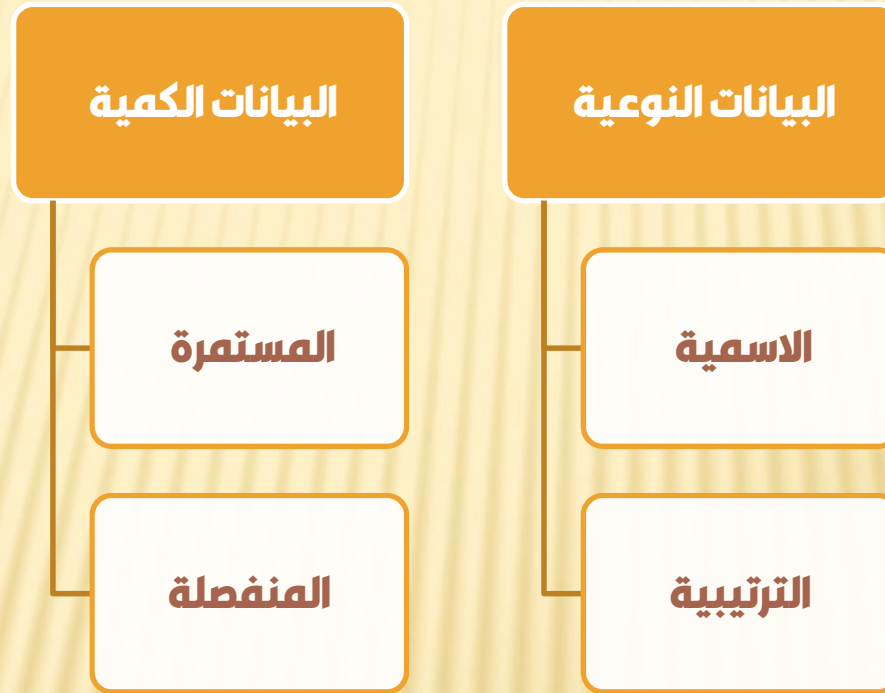 البيانات النوعية
الاسمية
الترتيبية
البيانات الكمية
المستمرة
المنفصلة